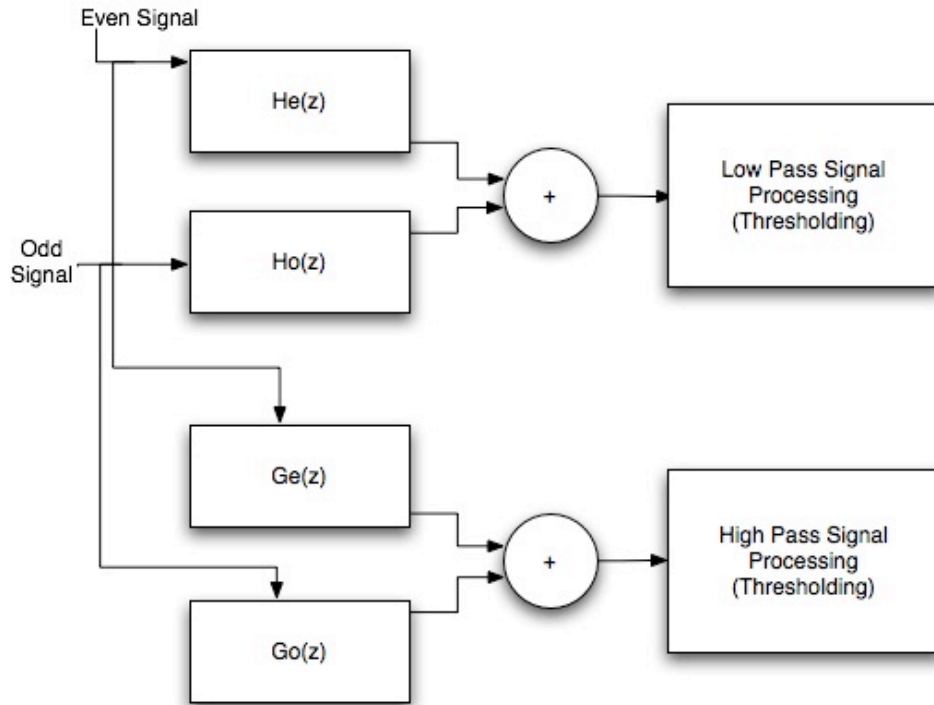 Even Signal
He(z)
Low Pass Signal
Processing
(Thresholding)
+
Odd
Signal
Ho(z)
Ge(z)
High Pass Signal
Processing
(Thresholding)
+
Go(z)